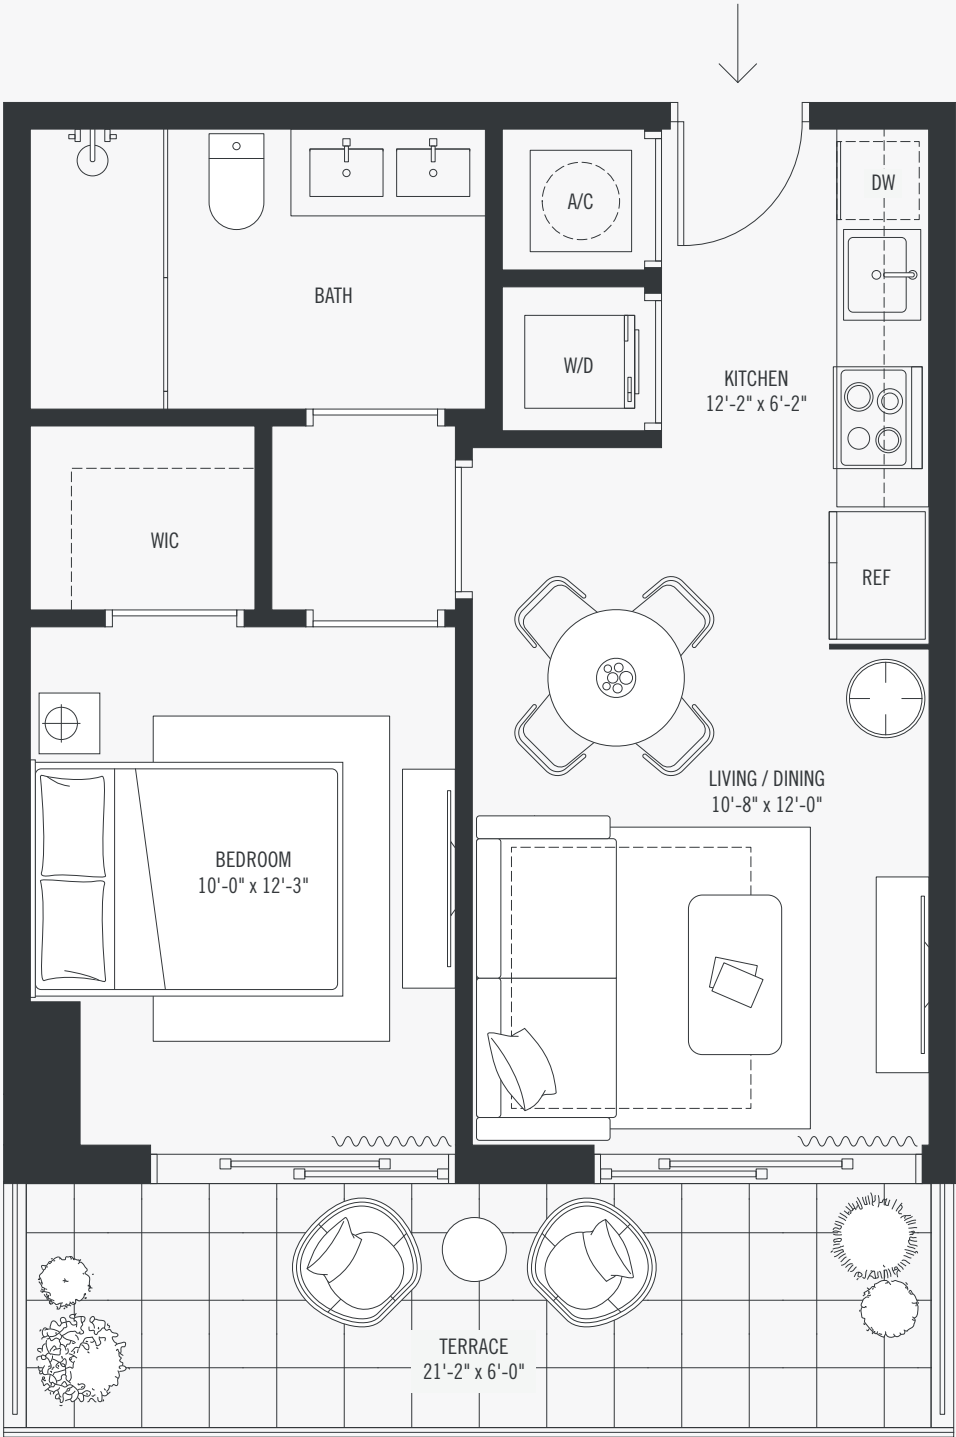 DW
A/C
BATH
W/D
KITCHEN
12'-2" x 6'-2"
WIC
REF
LIVING / DINING
10'-8" x 12'-0"
BEDROOM
10'-0" x 12'-3"
TERRACE
21'-2" x 6'-0"